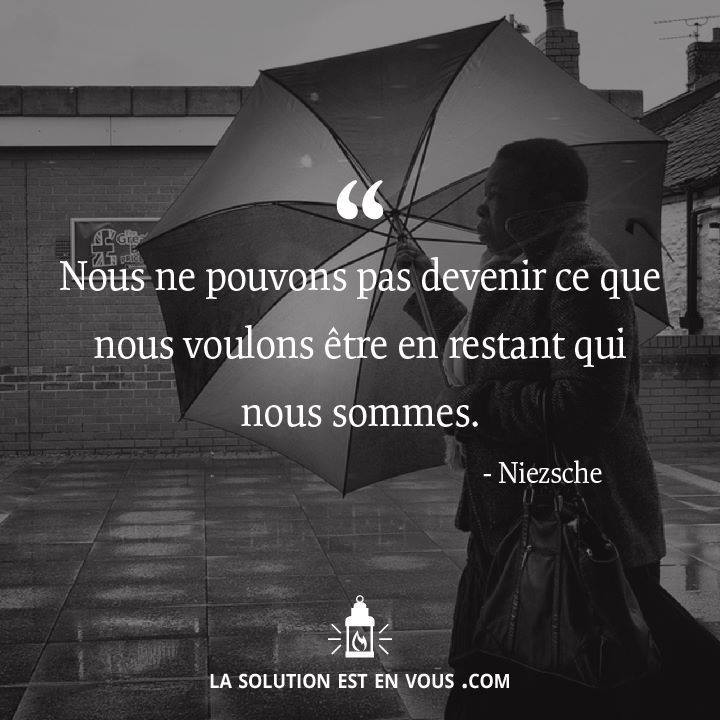 “
Nous ne pouvons pas devenir ce que
nous voulons être en restant qui
nous sommes.
- Niezsche
LA SOLUTION EST EN VOUS .COM